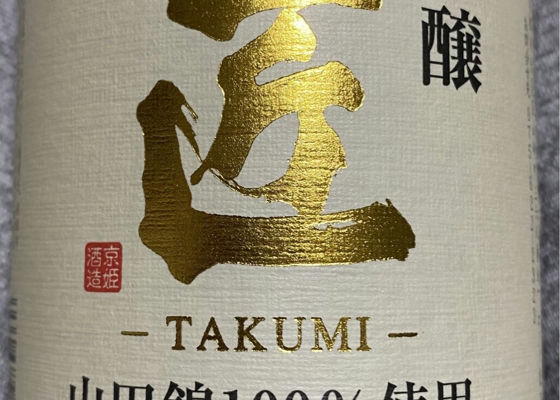 醸
匠
京姫
酒造
– TAKUMI –
山田錦100%使用